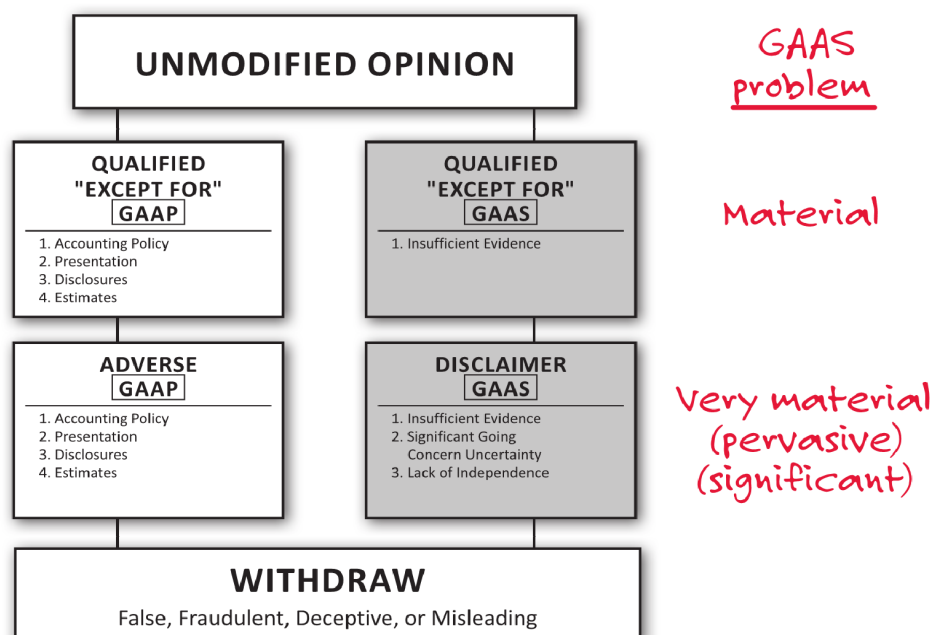 UNMODIFIED OPINION
GAAS
problem
QUALIFIED
"EXCEPT FOR"
GAAP
1. Accounting Policy
2. Presentation
3. Disclosures
4. Estimates
QUALIFIED
"EXCEPT FOR"
GAAS
1. Insufficient Evidence
Material
ADVERSE
GAAP
1. Accounting Policy
2. Presentation
3. Disclosures
4. Estimates
DISCLAIMER
GAAS
1. Insufficient Evidence
2. Significant Going
Concern Uncertainty
3. Lack of Independence
Very material
(pervasive)
(significant)
WITHDRAW
False, Fraudulent, Deceptive, or Misleading